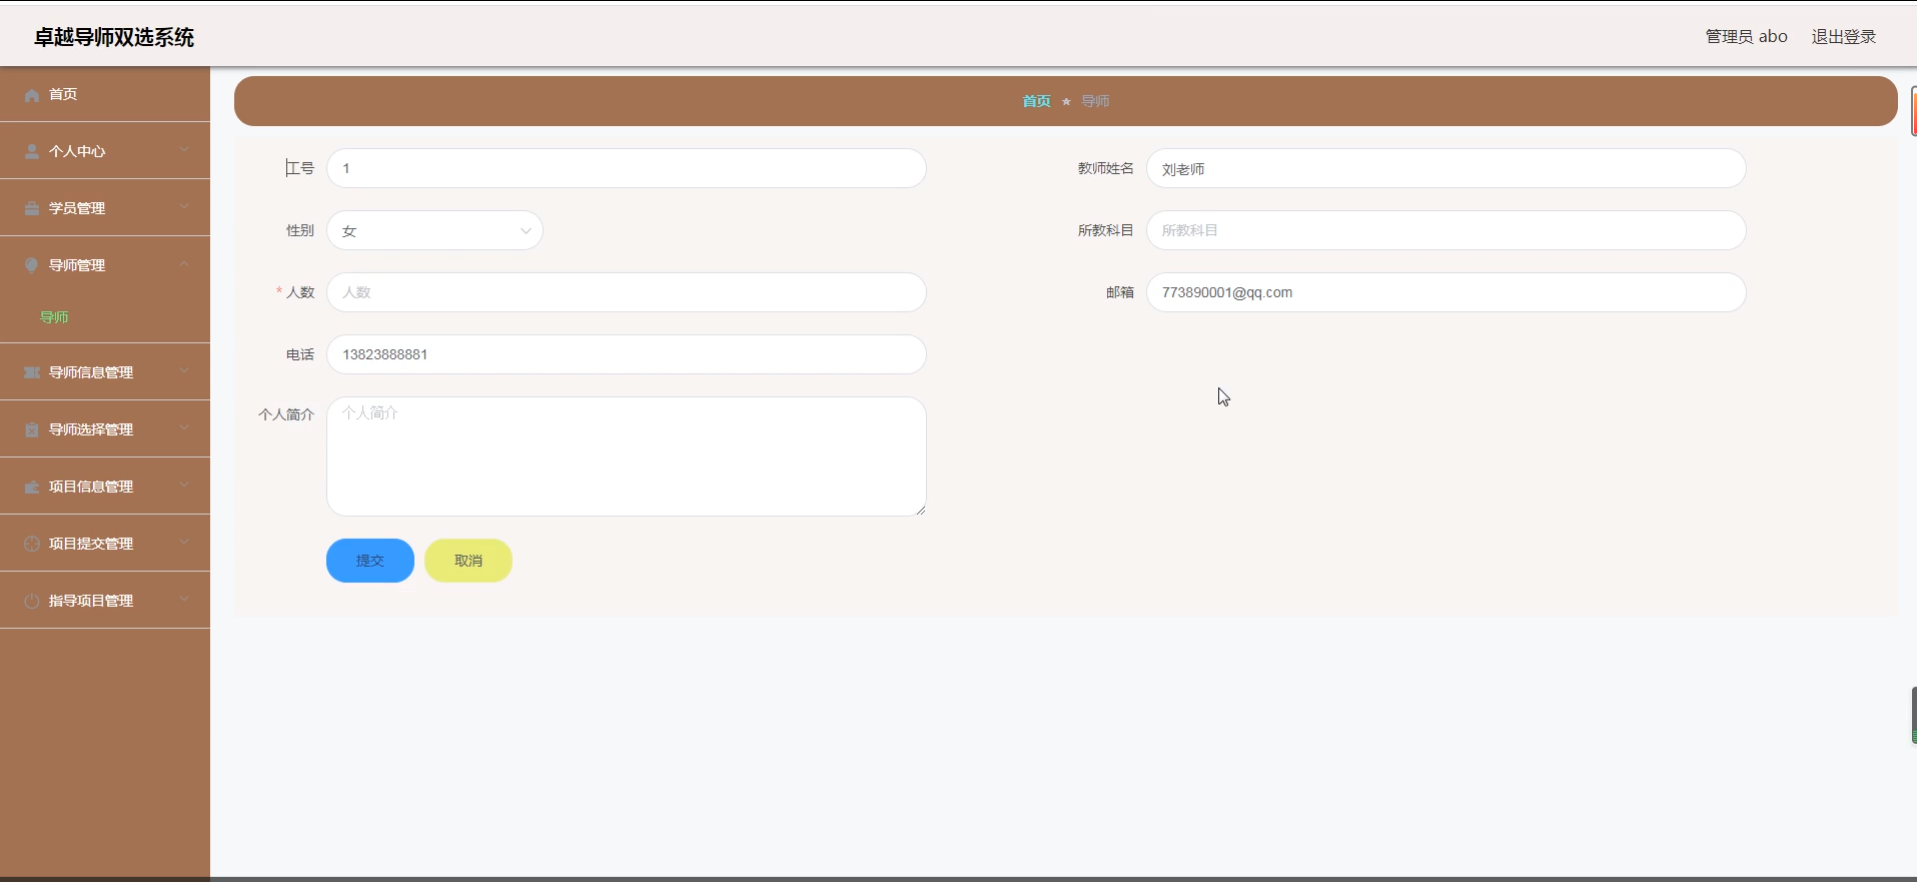 卓越导师双选系统
管理员 abo 退出登录
首页
个人中心
学员管理
导师管理
导师
导师信息管理
导师选择管理
项目信息管理
项目提交管理
指导项目管理
首页 ★ 导师
工号 1
教师姓名 刘老师
性别 女
所教科目 所教科目
* 人数 人数
邮箱 773890001@qq.com
电话 13823888881
个人简介 个人简介
提交 取消